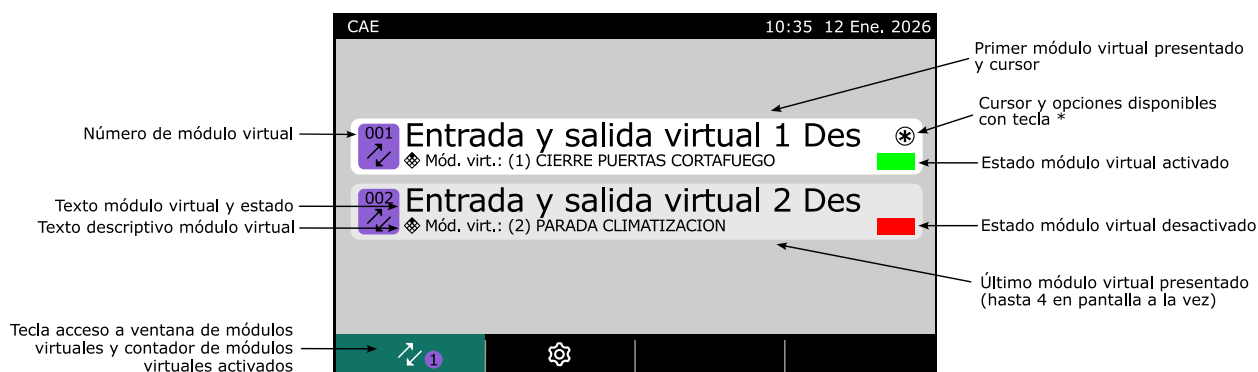 CAE
10:35 12 Ene. 2026
Primer módulo virtual presentado
y cursor
Cursor y opciones disponibles
con tecla *
Número de módulo virtual
001
Entrada y salida virtual 1 Des
Mód. virt.: (1) CIERRE PUERTAS CORTAFUEGO
Estado módulo virtual activado
Texto módulo virtual y estado
002
Entrada y salida virtual 2 Des
Texto descriptivo módulo virtual
Mód. virt.: (2) PARADA CLIMATIZACION
Estado módulo virtual desactivado
Último módulo virtual presentado
(hasta 4 en pantalla a la vez)
Tecla acceso a ventana de módulos
virtuales y contador de módulos
virtuales activados
1